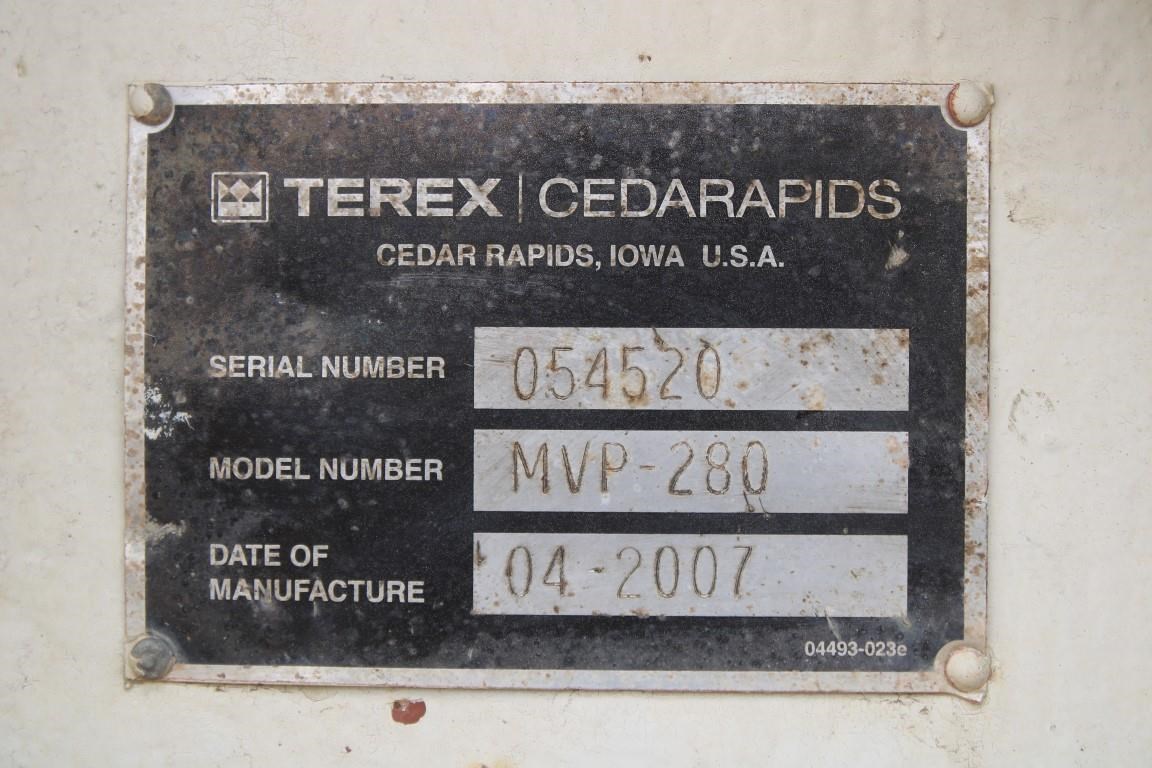 TEREX | CEDARAPIDS
CEDAR RAPIDS, IOWA U.S.A.
SERIAL NUMBER 054520
MODEL NUMBER MVP-280
DATE OF
MANUFACTURE 04-2007
04493-023e